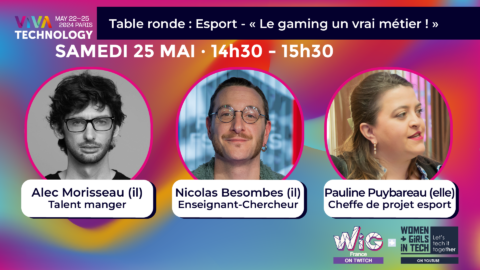 VIVA
TECHNOLOGY
MAY 22–25
2024 PARIS
Table ronde : Esport - « Le gaming un vrai métier ! »
SAMEDI 25 MAI · 14h30 - 15h30
Alec Morisseau (il)
Talent manger
Nicolas Besombes (il)
Enseignant-Chercheur
Pauline Puybareau (elle)
Cheffe de projet esport
WiG
France
ON TWITCH
WOMEN
+ GIRLS
IN TECH
Let's
tech it
together
ON YOUTUBE